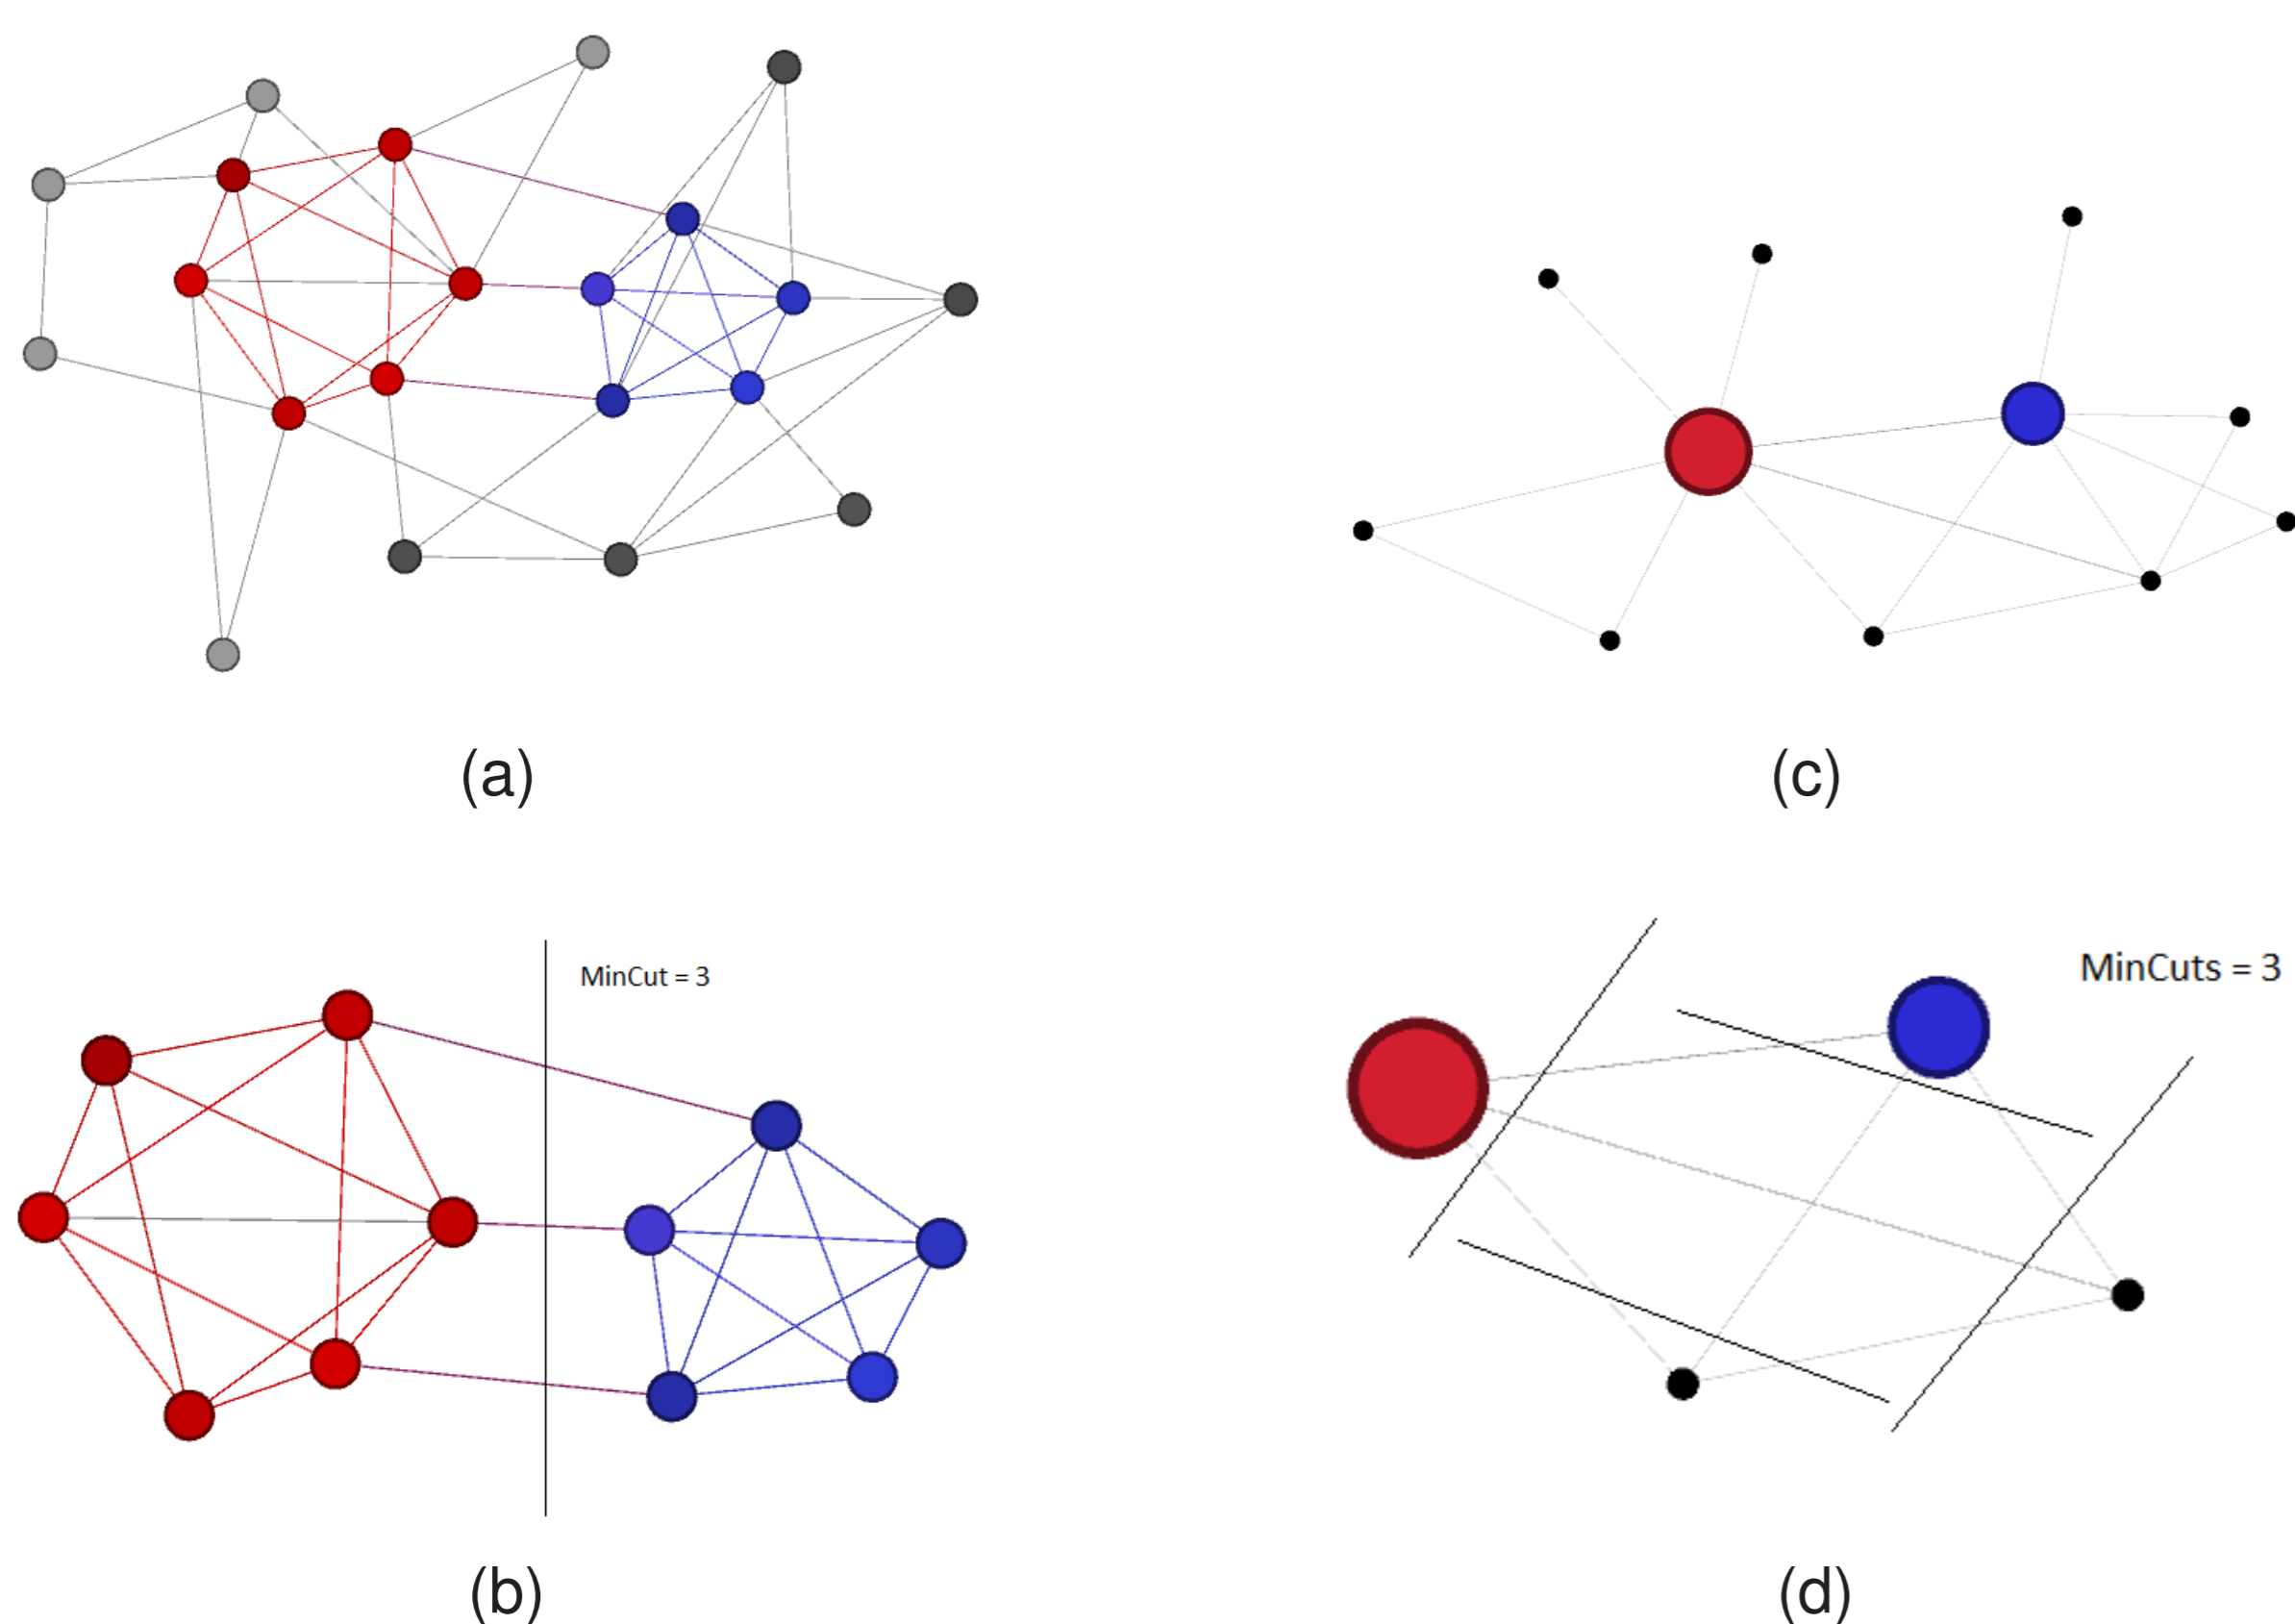 (a)
(c)
MinCut = 3
MinCuts = 3
(b)
(d)